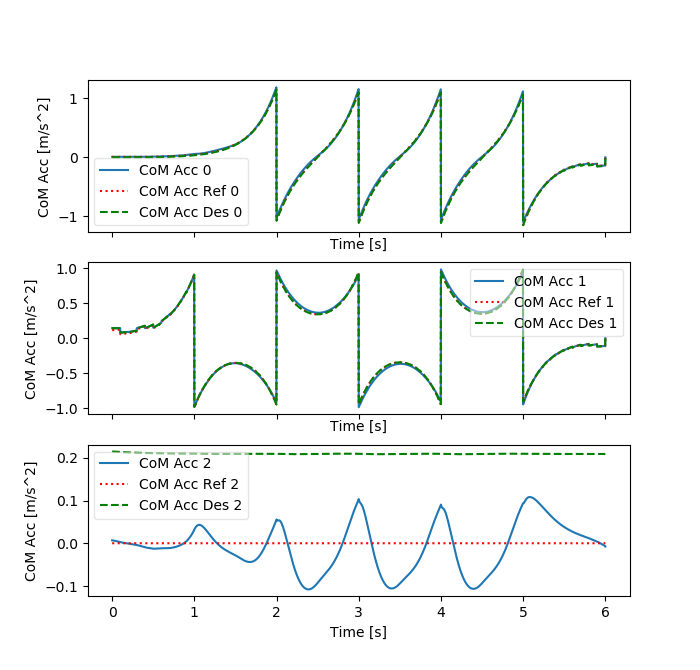 CoM Acc [m/s^2]
1
0
−1
CoM Acc 0
CoM Acc Ref 0
CoM Acc Des 0
Time [s]
CoM Acc [m/s^2]
1.0
0.5
0.0
−0.5
−1.0
CoM Acc 1
CoM Acc Ref 1
CoM Acc Des 1
Time [s]
CoM Acc [m/s^2]
0.2
0.1
0.0
−0.1
CoM Acc 2
CoM Acc Ref 2
CoM Acc Des 2
0 1 2 3 4 5 6
Time [s]